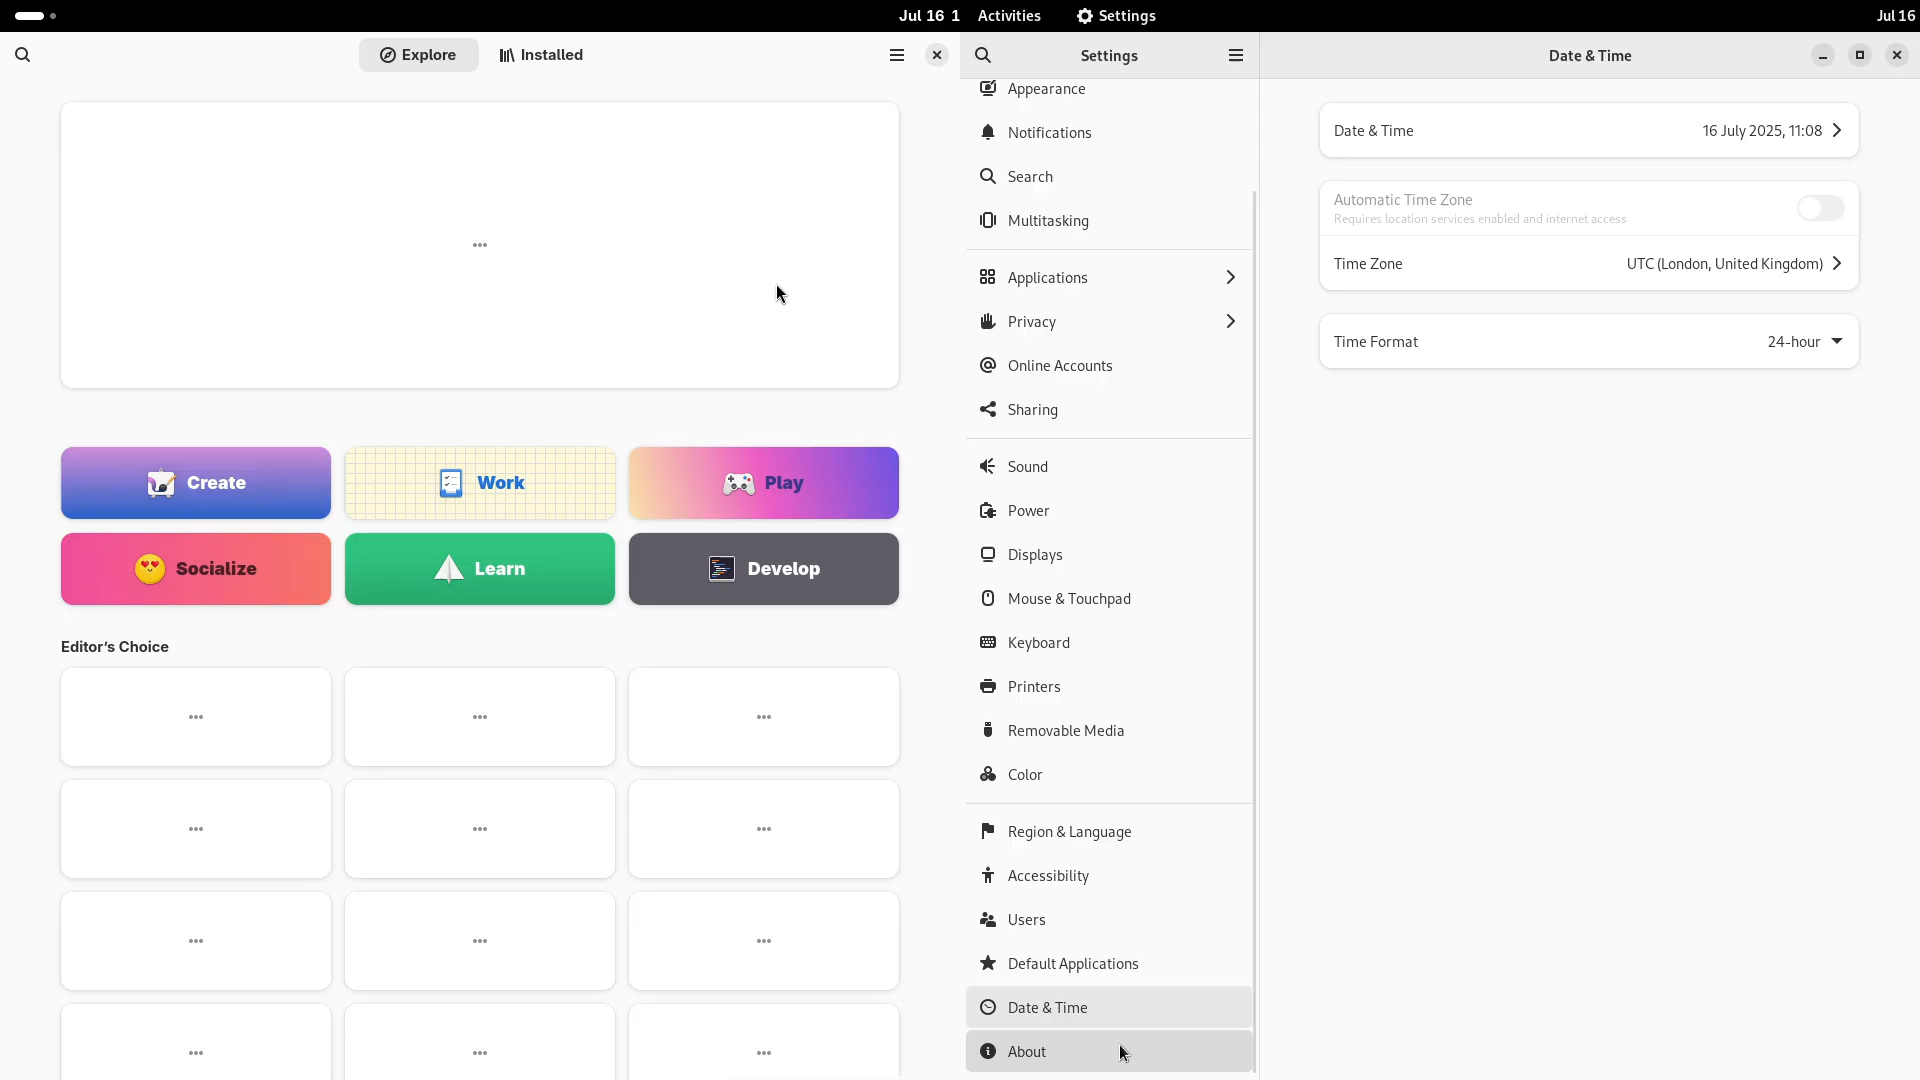 Jul 16 1
Activities
Settings
Jul 16
Explore
Installed
Create
Work
Play
Socialize
Learn
Develop
Editor's Choice
Settings
Appearance
Notifications
Search
Multitasking
Applications
Privacy
Online Accounts
Sharing
Sound
Power
Displays
Mouse & Touchpad
Keyboard
Printers
Removable Media
Color
Region & Language
Accessibility
Users
Default Applications
Date & Time
About
Date & Time
Date & Time 16 July 2025, 11:08
Automatic Time Zone
Requires location services enabled and internet access
Time Zone UTC (London, United Kingdom)
Time Format 24-hour